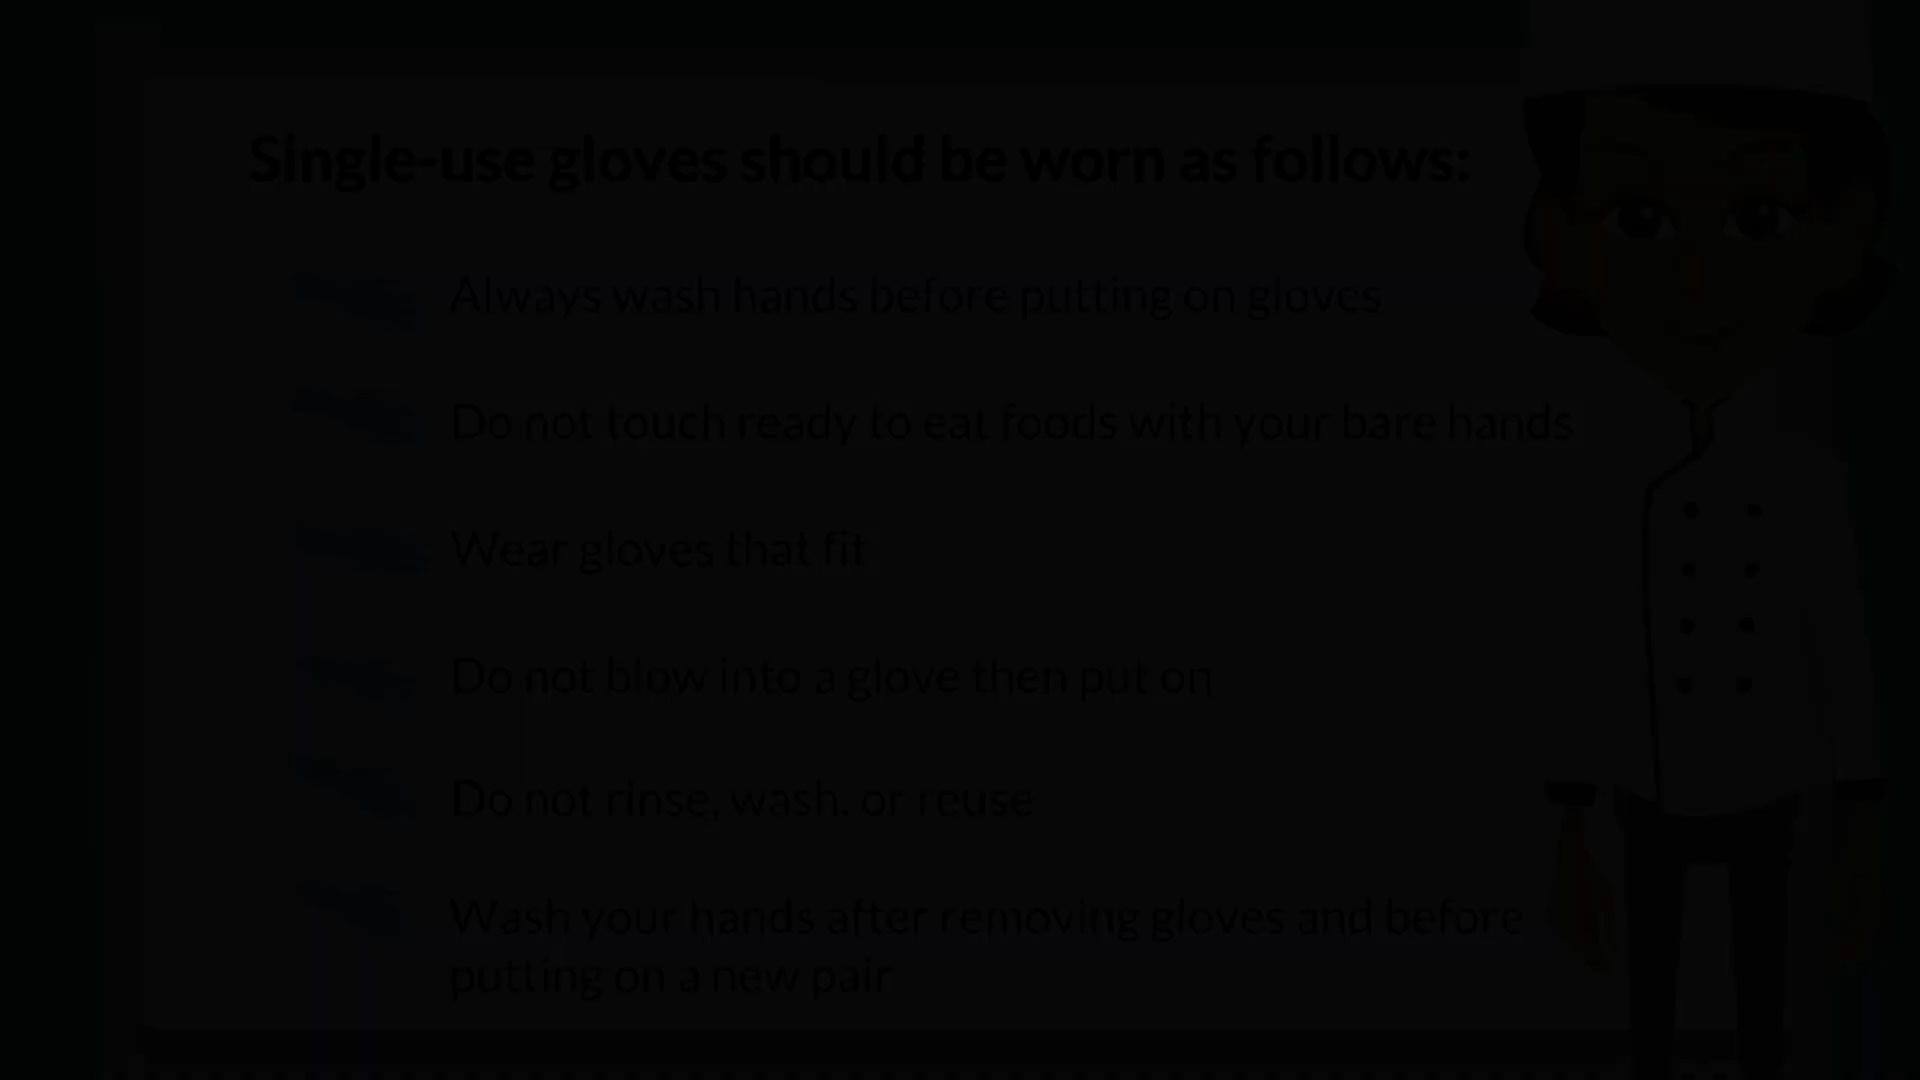 Single-use gloves should be worn as follows:
Always wash hands before putting on gloves
Do not touch ready to eat foods with your bare hands
Wear gloves that fit
Do not blow into a glove then put on
Do not rinse, wash. or reuse
Wash your hands after removing gloves and before
putting on a new pair